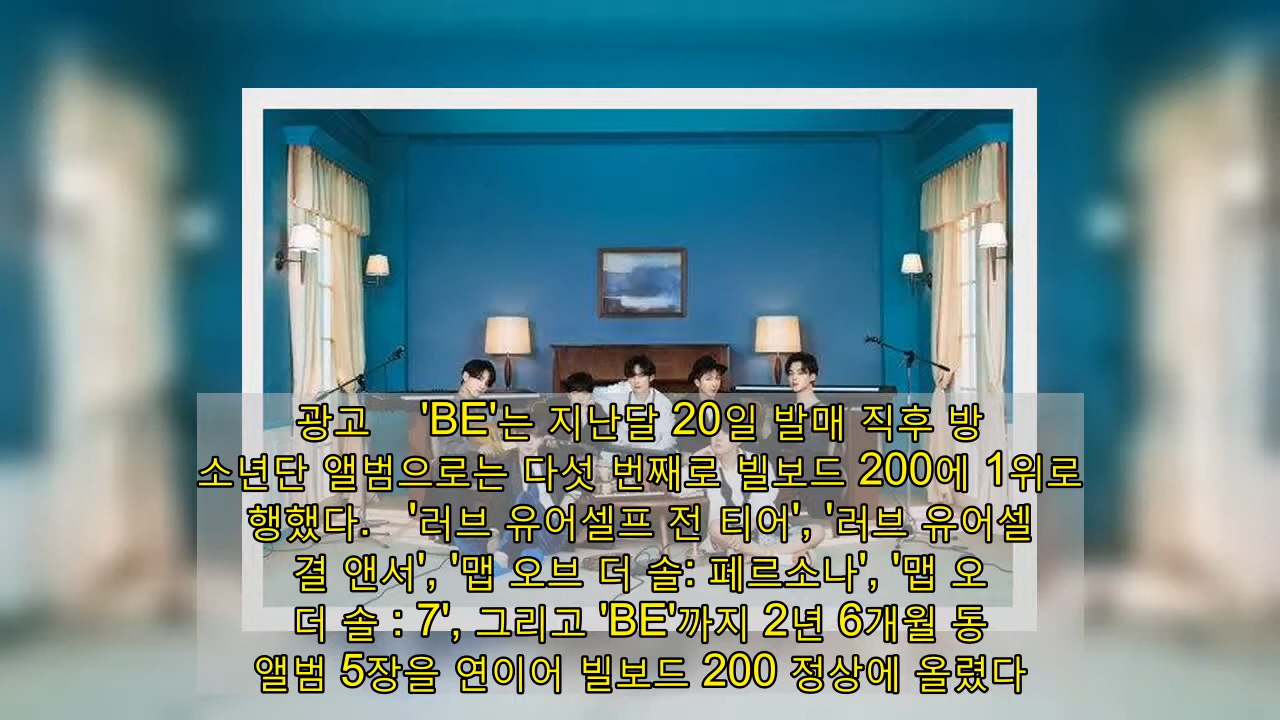 광고 'BE'는 지난달 20일 발매 직후 방
소년단 앨범으로는 다섯 번째로 빌보드 200에 1위로
행했다. '러브 유어셀프 전 티어', '러브 유어셀
결 앤서', '맵 오브 더 솔: 페르소나', '맵 오
더 솔 : 7', 그리고 'BE'까지 2년 6개월 동
앨범 5장을 연이어 빌보드 200 정상에 올렸다